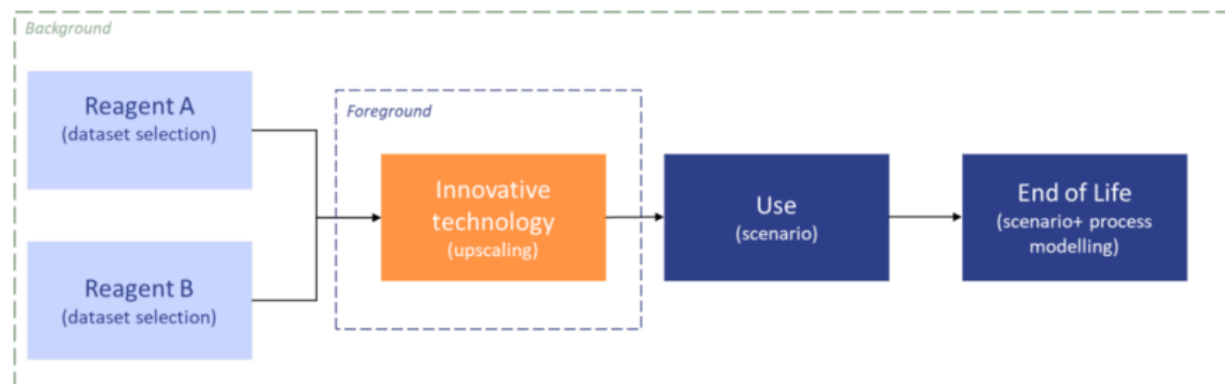 Background
Reagent A
(dataset selection)
Reagent B
(dataset selection)
Foreground
Innovative
technology
(upscaling)
Use
(scenario)
End of Life
(scenario+ process
modelling)